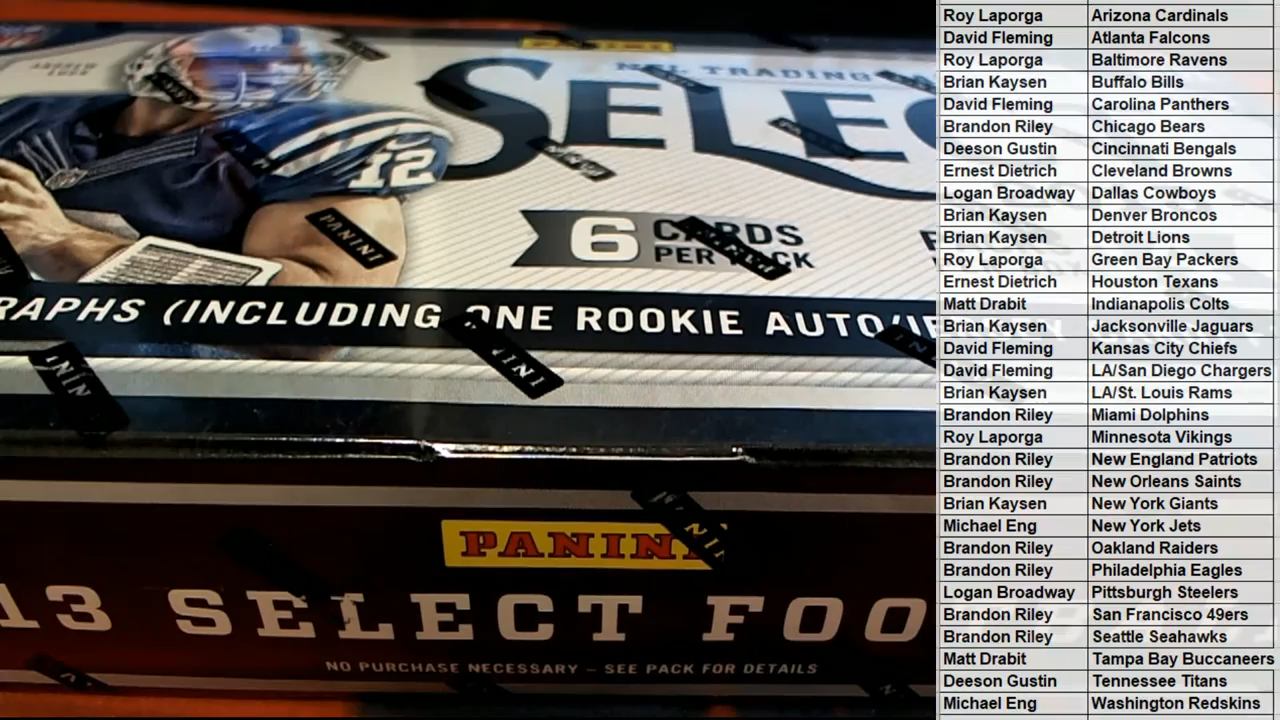 ANDREW
LUCK
PANINI
NFL TRADING
SELEC
12
6 CARDS
PER PACK
RAPHS (INCLUDING ONE ROOKIE AUTO/
PANINI
PANINI
13 SELECT FOO
NO PURCHASE NECESSARY – SEE PACK FOR DETAILS
Roy Laporga Arizona Cardinals
David Fleming Atlanta Falcons
Roy Laporga Baltimore Ravens
Brian Kaysen Buffalo Bills
David Fleming Carolina Panthers
Brandon Riley Chicago Bears
Deeson Gustin Cincinnati Bengals
Ernest Dietrich Cleveland Browns
Logan Broadway Dallas Cowboys
Brian Kaysen Denver Broncos
Brian Kaysen Detroit Lions
Roy Laporga Green Bay Packers
Ernest Dietrich Houston Texans
Matt Drabit Indianapolis Colts
Brian Kaysen Jacksonville Jaguars
David Fleming Kansas City Chiefs
David Fleming LA/San Diego Chargers
Brian Kaysen LA/St. Louis Rams
Brandon Riley Miami Dolphins
Roy Laporga Minnesota Vikings
Brandon Riley New England Patriots
Brandon Riley New Orleans Saints
Brian Kaysen New York Giants
Michael Eng New York Jets
Brandon Riley Oakland Raiders
Brandon Riley Philadelphia Eagles
Logan Broadway Pittsburgh Steelers
Brandon Riley San Francisco 49ers
Brandon Riley Seattle Seahawks
Matt Drabit Tampa Bay Buccaneers
Deeson Gustin Tennessee Titans
Michael Eng Washington Redskins